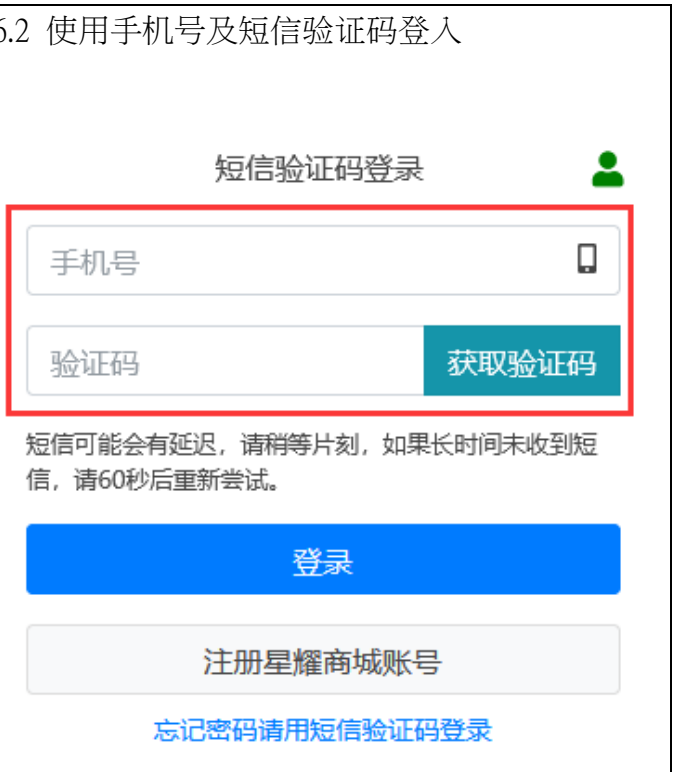 6.2 使用手机号及短信验证码登入
短信验证码登录
手机号
验证码
获取验证码
短信可能会有延迟，请稍等片刻，如果长时间未收到短
信，请60秒后重新尝试。
登录
注册星耀商城账号
忘记密码请用短信验证码登录